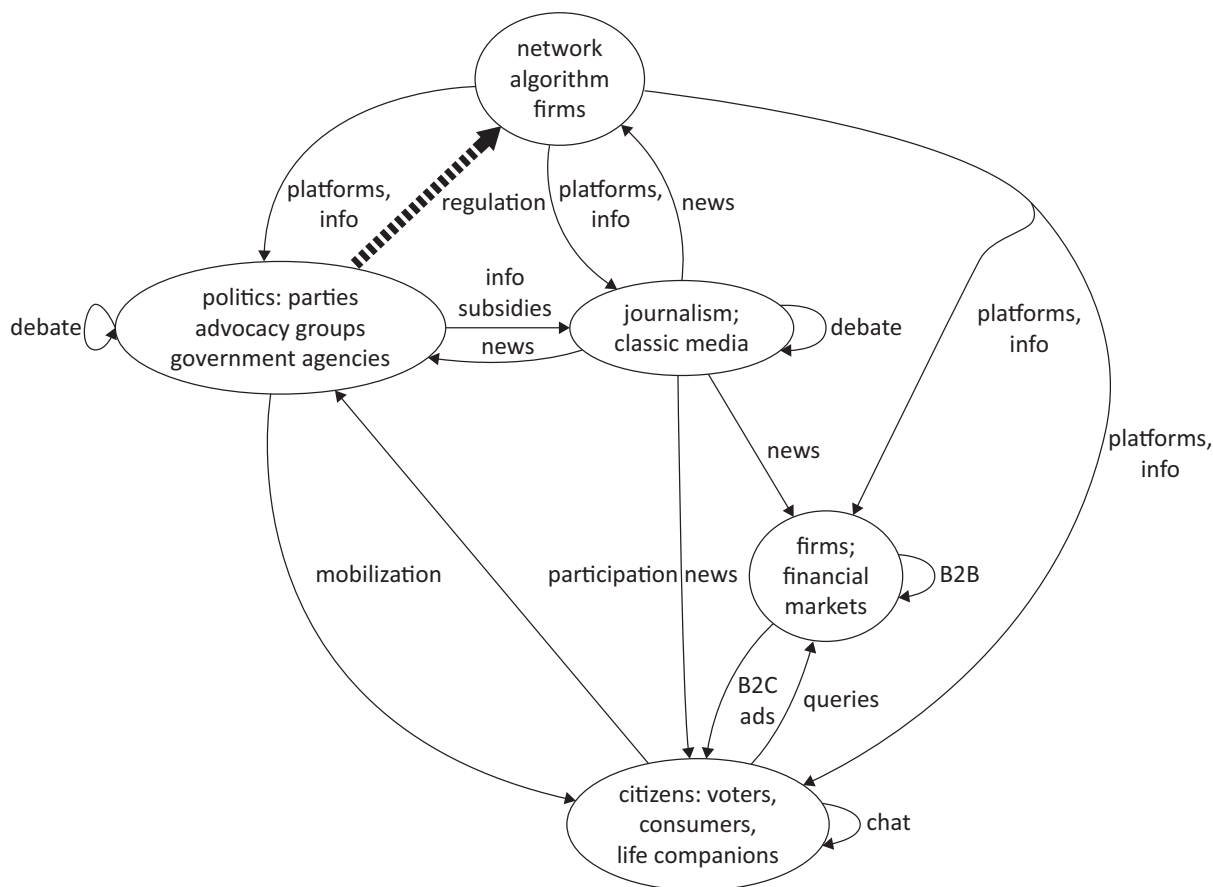 network
algorithm
firms
platforms,
info
regulation
platforms,
info
news
politics: parties
advocacy groups
government agencies
debate
info
subsidies
news
journalism;
classic media
debate
platforms,
info
platforms,
info
news
mobilization
participation
news
firms;
financial
markets
B2B
B2C
ads
queries
citizens: voters,
consumers,
life companions
chat